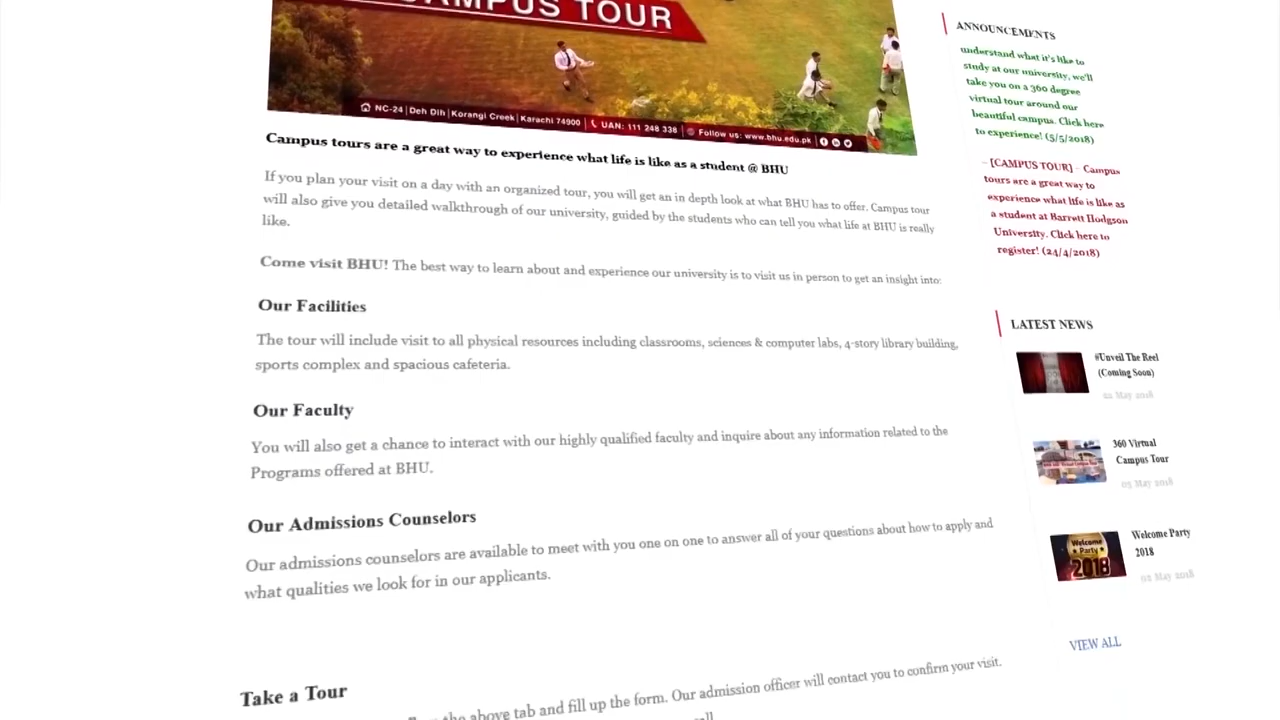 CAMPUS TOUR
NC-24 | Deh Dih | Korangi Creek | Karachi 74900 | UAN: 111 248 338 | Follow us: www.bhu.edu.pk
Campus tours are a great way to experience what life is like as a student @ BHU
If you plan your visit on a day with an organized tour, you will get an in depth look at what BHU has to offer. Campus tour
will also give you detailed walkthrough of our university, guided by the students who can tell you what life at BHU is really
like.
Come visit BHU! The best way to learn about and experience our university is to visit us in person to get an insight into:
Our Facilities
The tour will include visit to all physical resources including classrooms, sciences & computer labs, 4-story library building,
sports complex and spacious cafeteria.
Our Faculty
You will also get a chance to interact with our highly qualified faculty and inquire about any information related to the
Programs offered at BHU.
Our Admissions Counselors
Our admissions counselors are available to meet with you one on one to answer all of your questions about how to apply and
what qualities we look for in our applicants.
Take a Tour
the above tab and fill up the form. Our admission officer will contact you to confirm your visit.
ANNOUNCEMENTS
understand what it's like to
study at our university, we'll
take you on a 360 degree
virtual tour around our
beautiful campus. Click here
to experience! (5/5/2018)
– [CAMPUS TOUR] – Campus
tours are a great way to
experience what life is like as
a student at Barrett Hodgson
University. Click here to
register! (24/4/2018)
LATEST NEWS
#Unveil The Reel
(Coming Soon)
22 May 2018
360 Virtual
Campus Tour
05 May 2018
Welcome
Party
2018
Welcome Party
2018
02 May 2018
VIEW ALL